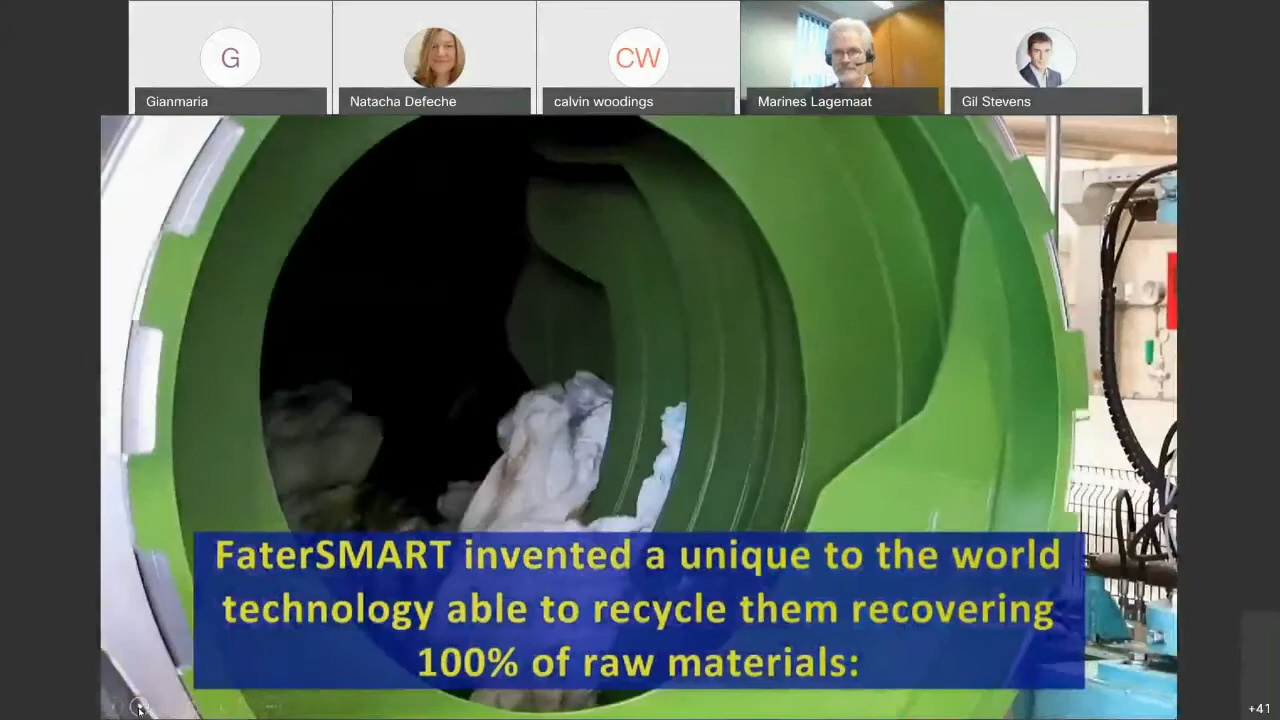 G
CW
Gianmaria
Natacha Defeche
calvin woodings
Marines Lagemaat
Gil Stevens
FaterSMART invented a unique to the world
technology able to recycle them recovering
100% of raw materials:
+41